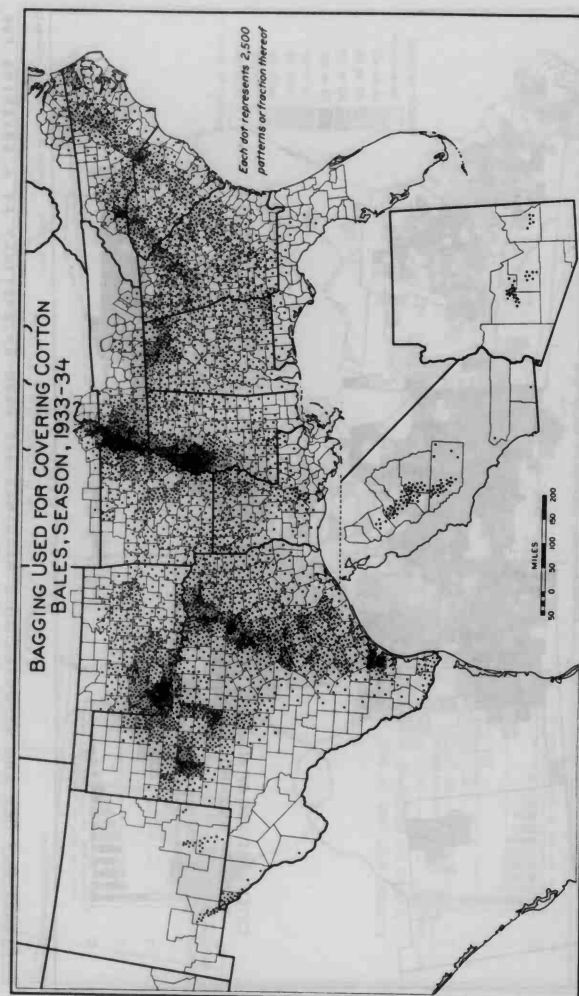 BAGGING USED FOR COVERING COTTON
BALES, SEASON, 1933-34
Each dot represents 2,500
patterns or fraction thereof
MILES
50 0 50 100 150 200